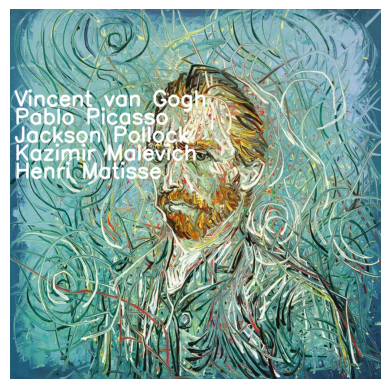 Vincent van Gogh,
Pablo Picasso,
Jackson Pollock,
Kazimir Malevich,
Henri Matisse,